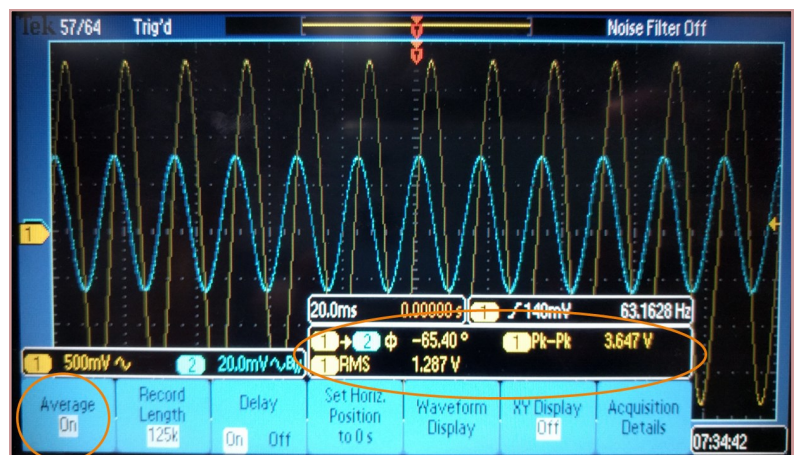 Tek 57/64 Trig'd Noise Filter Off
1
20.0ms 0.00000 s 1 140mV 63.1628 Hz
1 → 2 ϕ −65.40 ° 1 Pk–Pk 3.647 V
1 RMS 1.287 V
1 500mV 2 20.0mV BW
Average
On
Record
Length
125k
Delay
On Off
Set Horiz.
Position
to 0 s
Waveform
Display
XY Display
Off
Acquisition
Details
07:34:42